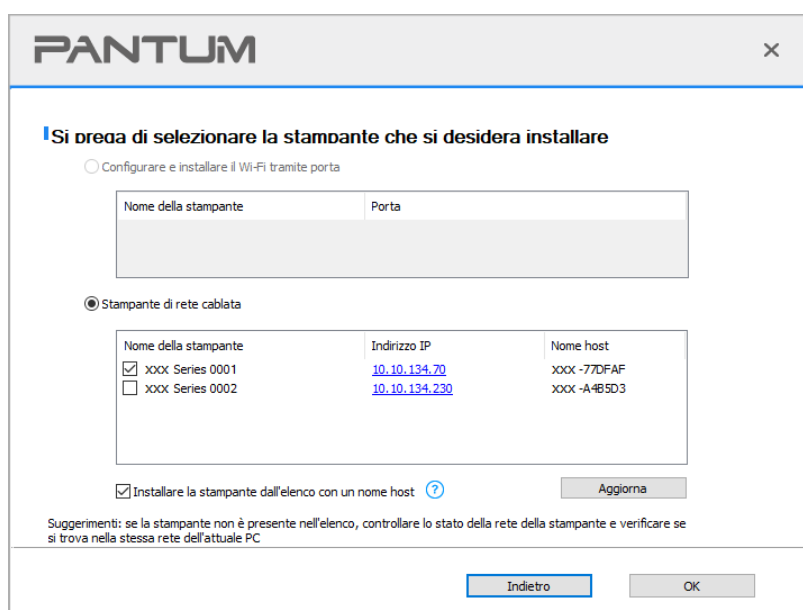 PANTUM
Si prega di selezionare la stampante che si desidera installare
Configurare e installare il Wi-Fi tramite porta
Nome della stampante Porta
Stampante di rete cablata
Nome della stampante Indirizzo IP Nome host
XXX Series 0001 10.10.134.70 XXX -77DFAF
XXX Series 0002 10.10.134.230 XXX -A4B5D3
Installare la stampante dall'elenco con un nome host ? Aggiorna
Suggerimenti: se la stampante non è presente nell'elenco, controllare lo stato della rete della stampante e verificare se
si trova nella stessa rete dell'attuale PC
Indietro OK